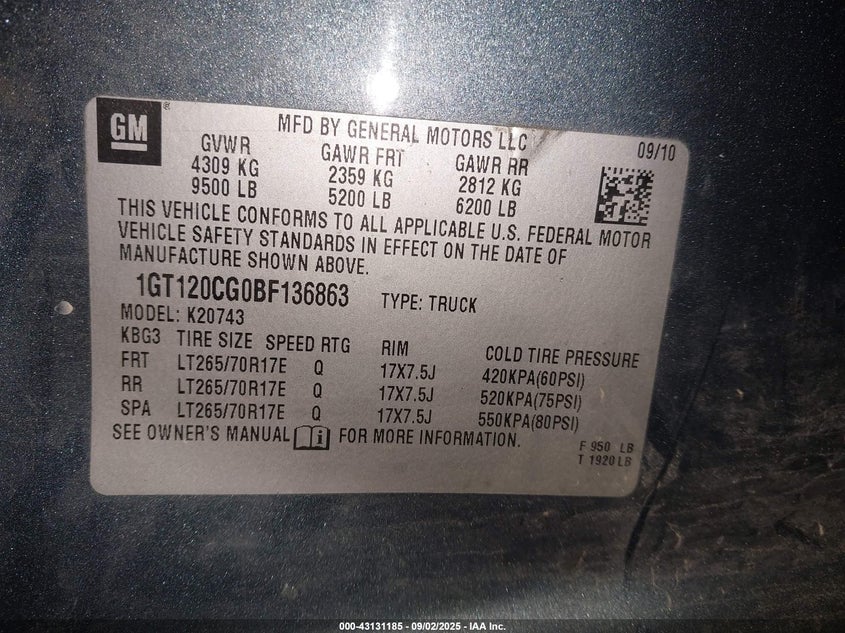 GM ®
MFD BY GENERAL MOTORS LLC
09/10
GVWR GAWR FRT GAWR RR
4309 KG 2359 KG 2812 KG
9500 LB 5200 LB 6200 LB
THIS VEHICLE CONFORMS TO ALL APPLICABLE U.S. FEDERAL MOTOR
VEHICLE SAFETY STANDARDS IN EFFECT ON THE DATE OF
MANUFACTURE SHOWN ABOVE.
1GT120CG0BF136863 TYPE: TRUCK
MODEL: K20743
KBG3 TIRE SIZE SPEED RTG RIM COLD TIRE PRESSURE
FRT LT265/70R17E Q 17X7.5J 420KPA(60PSI)
RR LT265/70R17E Q 17X7.5J 520KPA(75PSI)
SPA LT265/70R17E Q 17X7.5J 550KPA(80PSI)
SEE OWNER'S MANUAL FOR MORE INFORMATION.
F 950 LB
T 1920 LB
000-43131185 - 09/02/2025 - IAA Inc.